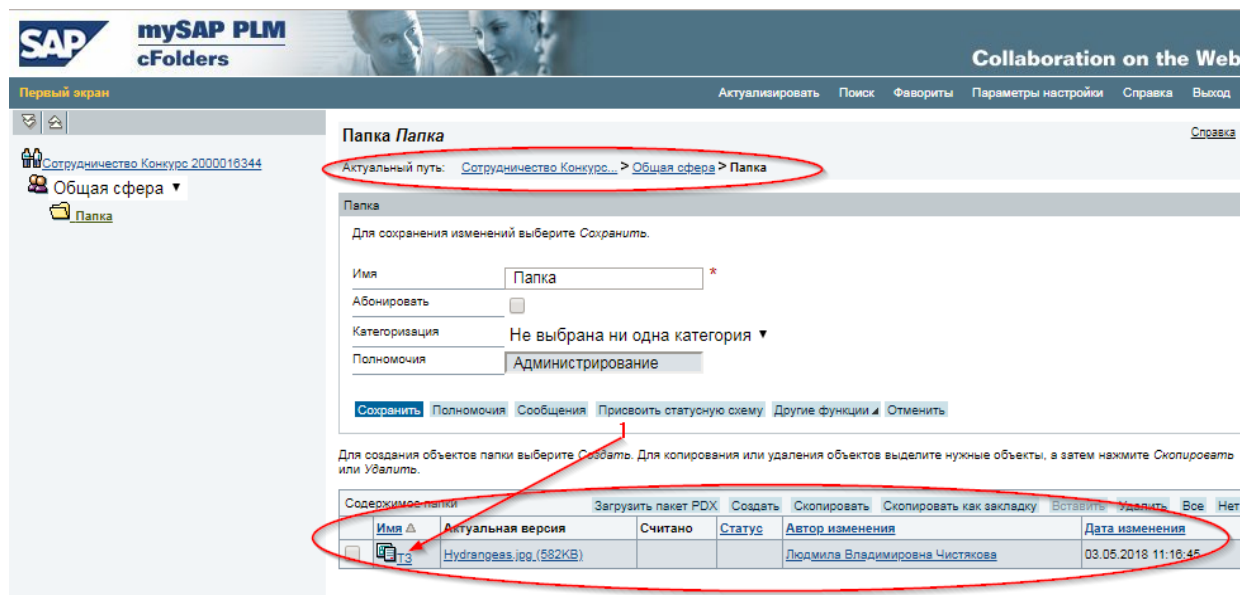 SAP
mySAP PLM
cFolders
Collaboration on the Web
Первый экран
Актуализировать Поиск Фавориты Параметры настройки Справка Выход
Сотрудничество Конкурс 2000016344
Общая сфера ▼
Папка
Папка Папка
Справка
Актуальный путь: Сотрудничество Конкурс... > Общая сфера > Папка
Папка
Для сохранения изменений выберите Сохранить.
Имя Папка *
Абонировать
Категоризация Не выбрана ни одна категория ▼
Полномочия Администрирование
Сохранить Полномочия Сообщения Присвоить статусную схему Другие функции Отменить
1
Для создания объектов папки выберите Создать. Для копирования или удаления объектов выделите нужные объекты, а затем нажмите Скопировать
или Удалить.
Содержимое папки Загрузить пакет PDX Создать Скопировать Скопировать как закладку Вставить Удалить Все Нет
Имя Актуальная версия Считано Статус Автор изменения Дата изменения
ТЗ Hydrangeas.jpg (582KB) Людмила Владимировна Чистякова 03.05.2018 11:16:45